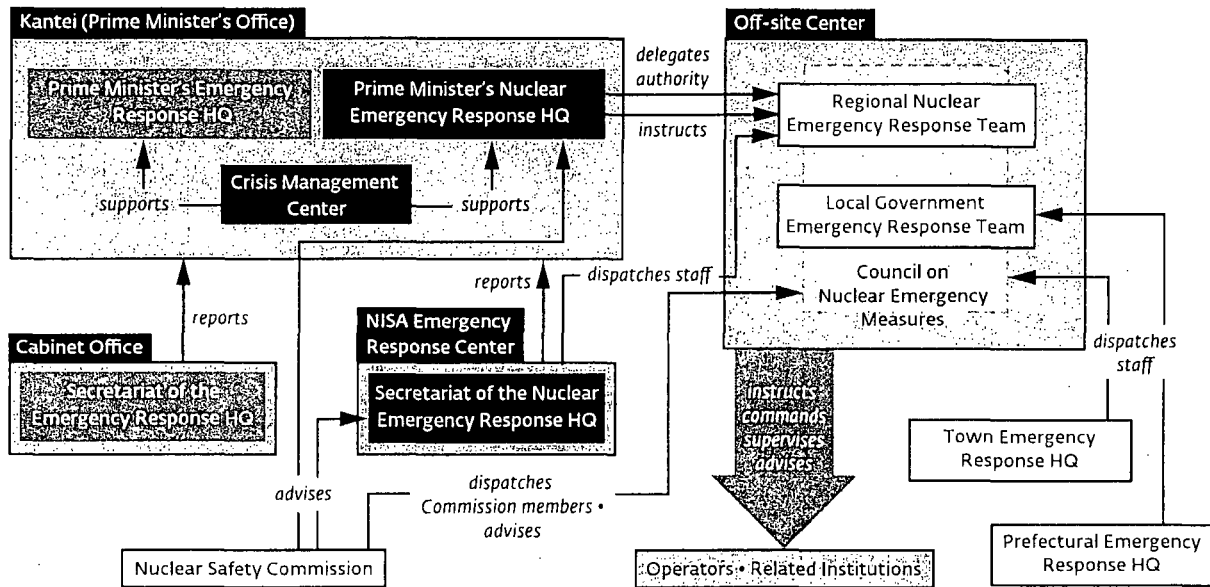 Kantei (Prime Minister's Office)
Off-site Center
Prime Minister's Emergency
Response HQ
Prime Minister's Nuclear
Emergency Response HQ
delegates
authority
instructs
Regional Nuclear
Emergency Response Team
Crisis Management
Center
supports
supports
Local Government
Emergency Response Team
reports
dispatches staff
Council on
Nuclear Emergency
Measures
reports
Cabinet Office
NISA Emergency
Response Center
dispatches
staff
Secretariat of the
Emergency Response HQ
Secretariat of the Nuclear
Emergency Response HQ
instructs
commands
supervises
advises
Town Emergency
Response HQ
advises
dispatches
Commission members •
advises
Nuclear Safety Commission
Operators • Related Institutions
Prefectural Emergency
Response HQ